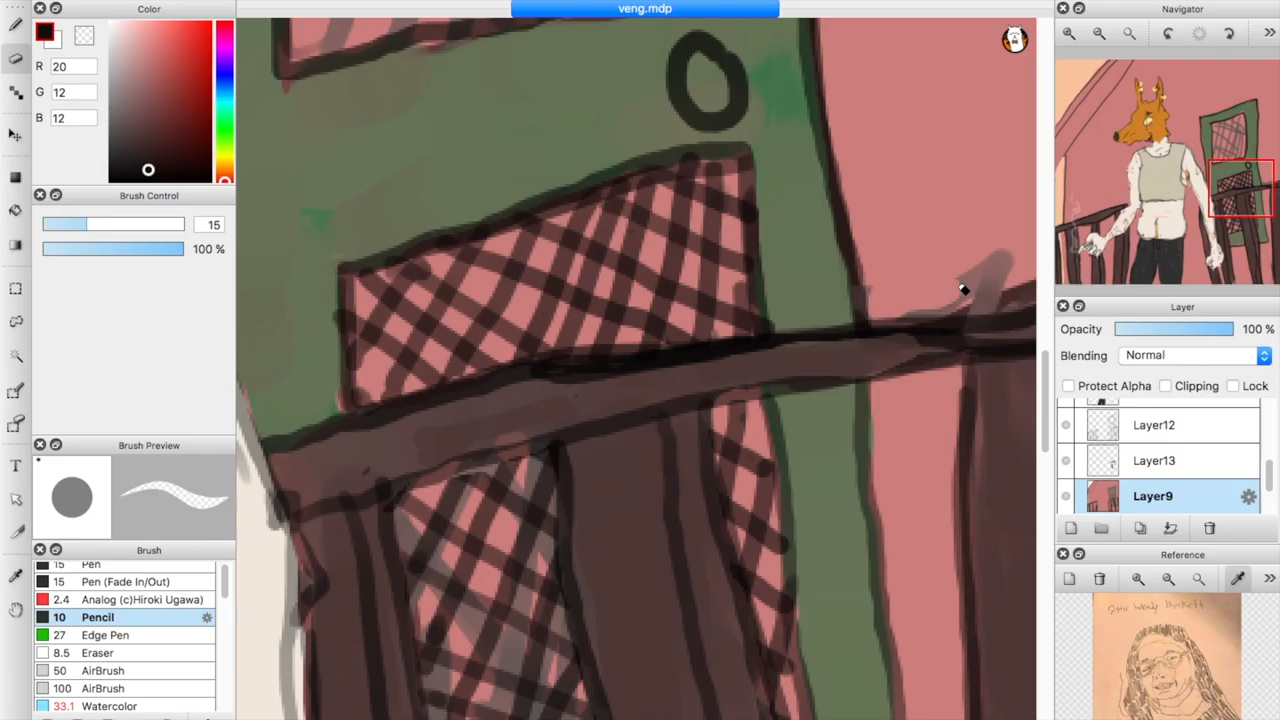 veng.mdp
Color
R 20
G 12
B 12
Brush Control
15
100 %
Brush Preview
*
Brush
15 Pen
15 Pen (Fade In/Out)
2.4 Analog (c)Hiroki Ugawa)
10 Pencil
27 Edge Pen
8.5 Eraser
50 AirBrush
100 AirBrush
33.1 Watercolor
T
Navigator
Layer
Opacity 100 %
Blending Normal
Protect Alpha Clipping Lock
Layer12
Layer13
Layer9
Reference